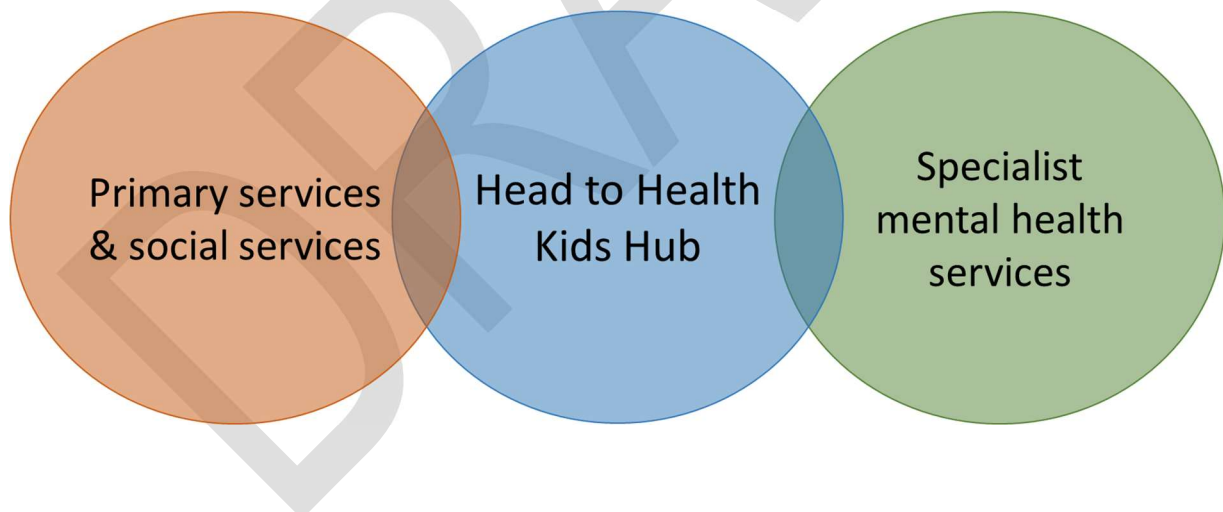 Primary services
& social services
Head to Health
Kids Hub
Specialist
mental health
services